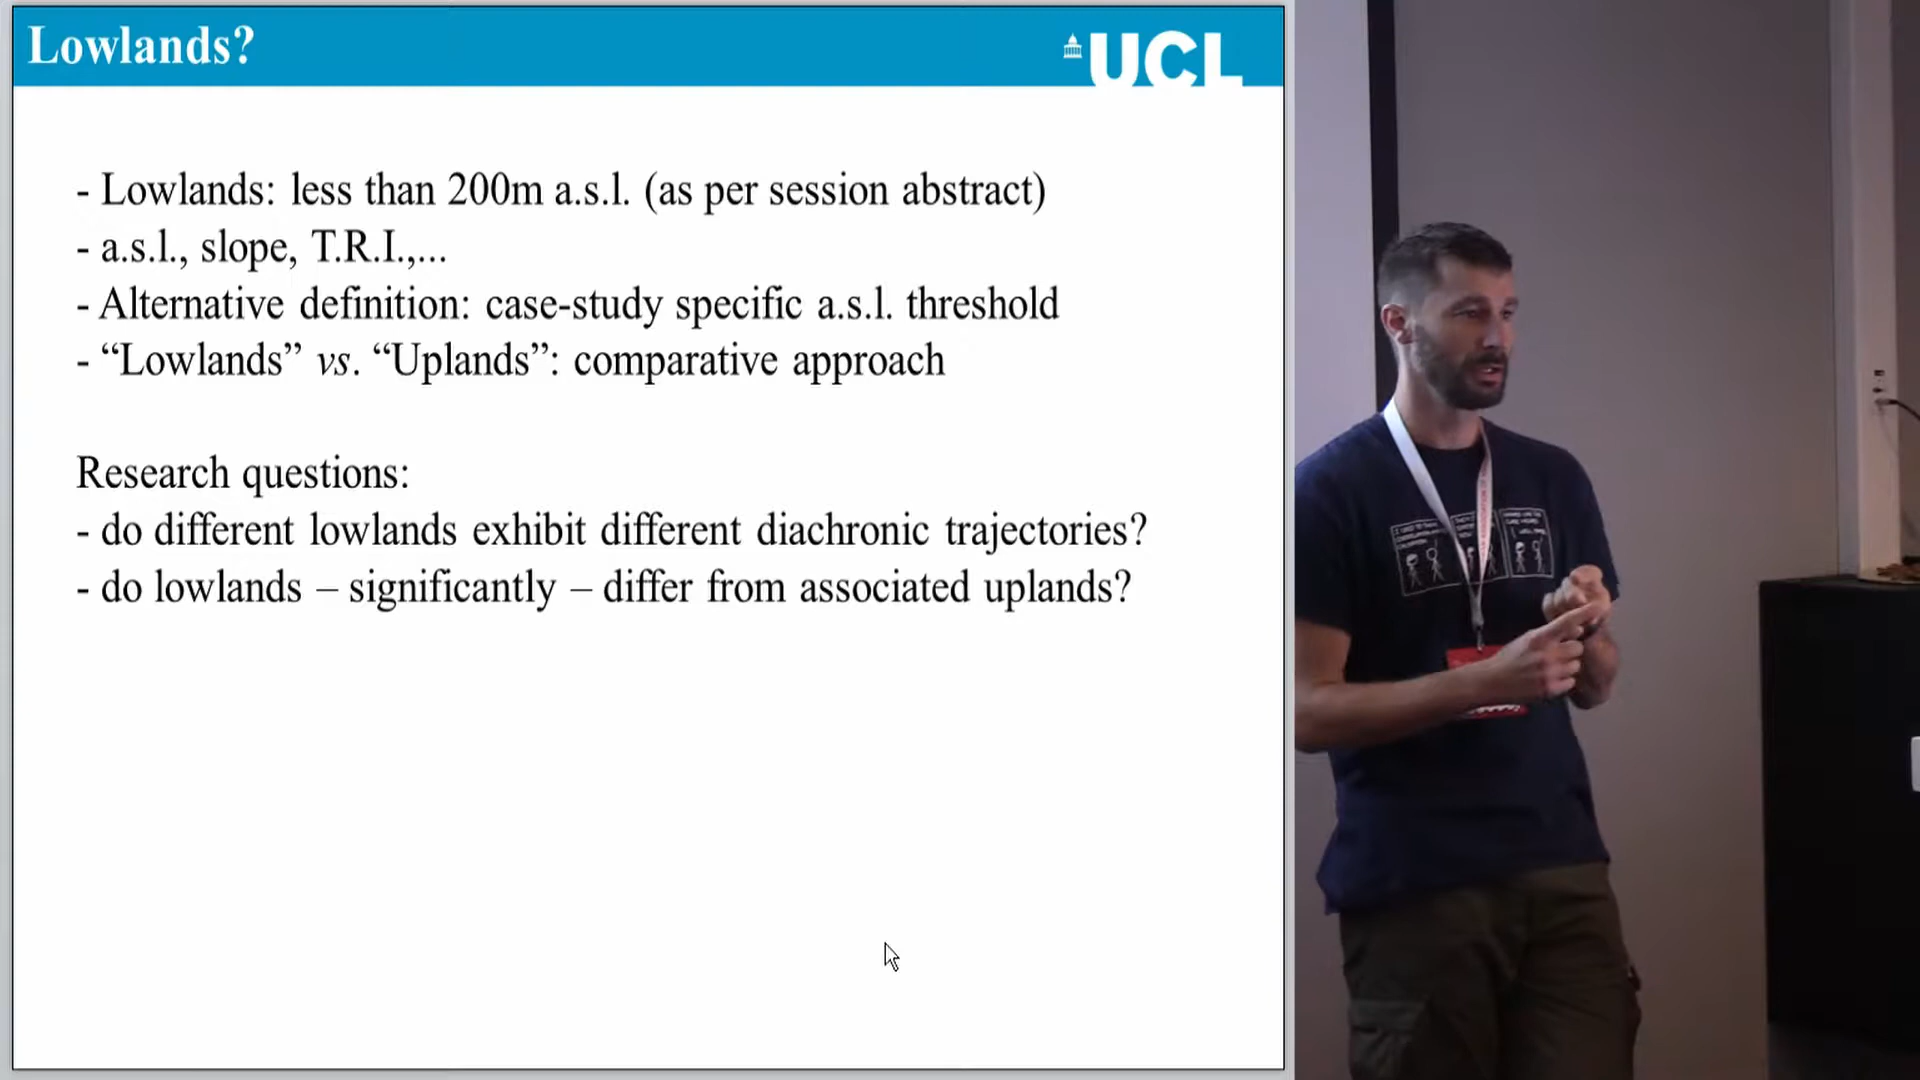 Lowlands?
UCL
- Lowlands: less than 200m a.s.l. (as per session abstract)
- a.s.l., slope, T.R.I.,...
- Alternative definition: case-study specific a.s.l. threshold
- “Lowlands” vs. “Uplands”: comparative approach
Research questions:
- do different lowlands exhibit different diachronic trajectories?
- do lowlands – significantly – differ from associated uplands?